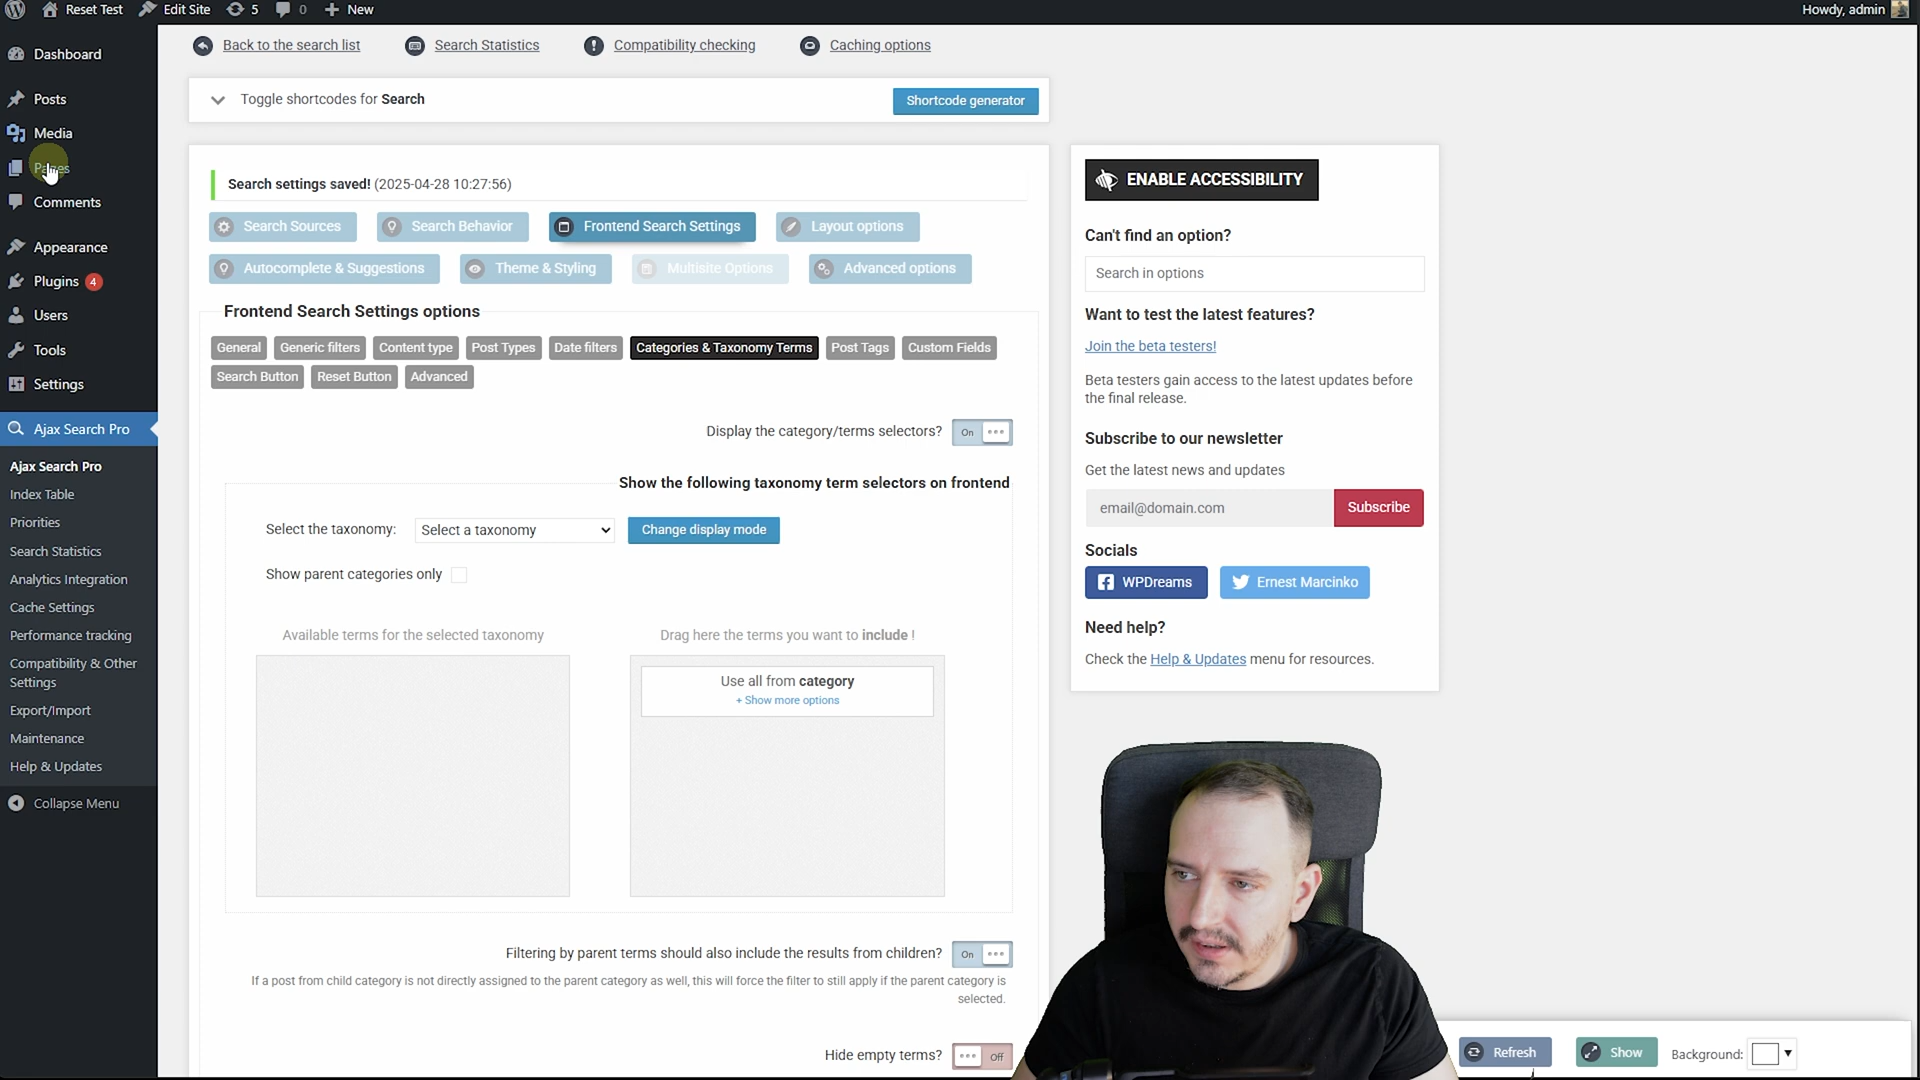 Reset Test
Edit Site
5
0
New
Howdy, admin
Dashboard
Posts
Media
Pages
Comments
Appearance
Plugins 4
Users
Tools
Settings
Ajax Search Pro
Ajax Search Pro
Index Table
Priorities
Search Statistics
Analytics Integration
Cache Settings
Performance tracking
Compatibility & Other
Settings
Export/Import
Maintenance
Help & Updates
Collapse Menu
Back to the search list
Search Statistics
Compatibility checking
Caching options
Toggle shortcodes for Search
Shortcode generator
Search settings saved! (2025-04-28 10:27:56)
Search Sources
Search Behavior
Frontend Search Settings
Layout options
Autocomplete & Suggestions
Theme & Styling
Multisite Options
Advanced options
Frontend Search Settings options
General
Generic filters
Content type
Post Types
Date filters
Categories & Taxonomy Terms
Post Tags
Custom Fields
Search Button
Reset Button
Advanced
Display the category/terms selectors?
On
Show the following taxonomy term selectors on frontend
Select the taxonomy:
Select a taxonomy
Change display mode
Show parent categories only
Available terms for the selected taxonomy
Drag here the terms you want to include !
Use all from category
+ Show more options
Filtering by parent terms should also include the results from children?
On
If a post from child category is not directly assigned to the parent category as well, this will force the filter to still apply if the parent category is
selected.
Hide empty terms?
Off
ENABLE ACCESSIBILITY
Can't find an option?
Search in options
Want to test the latest features?
Join the beta testers!
Beta testers gain access to the latest updates before
the final release.
Subscribe to our newsletter
Get the latest news and updates
email@domain.com
Subscribe
Socials
WPDreams
Ernest Marcinko
Need help?
Check the Help & Updates menu for resources.
Refresh
Show
Background: